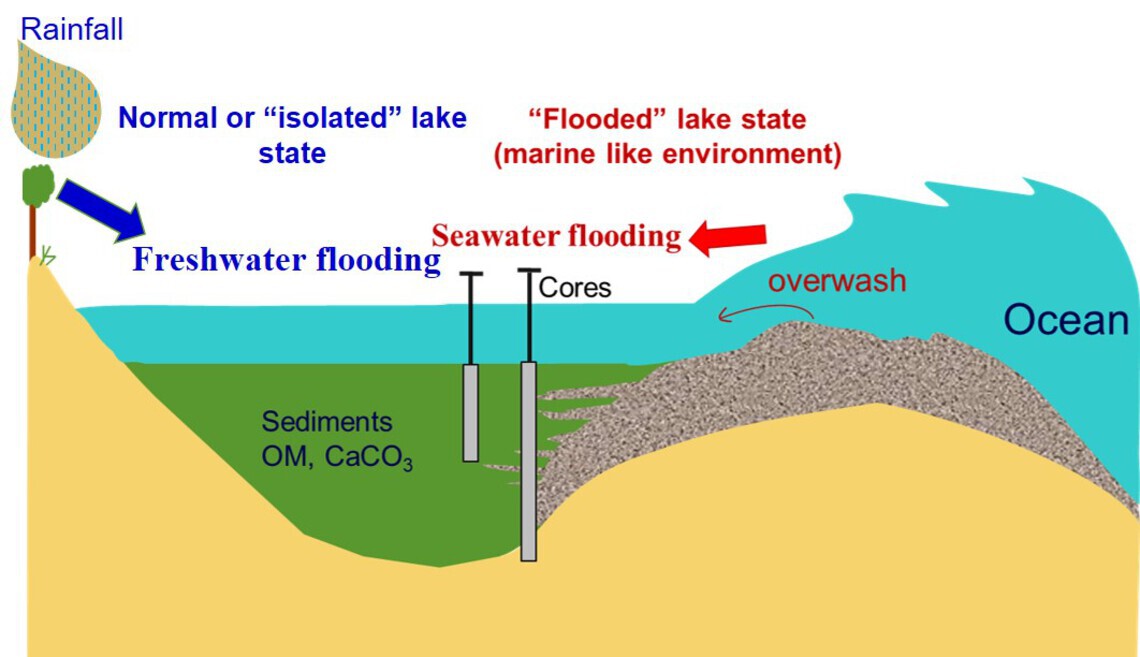 Rainfall
Normal or “isolated” lake
state
“Flooded” lake state
(marine like environment)
Freshwater flooding
Seawater flooding
Cores
overwash
Ocean
Sediments
OM, CaCO₃